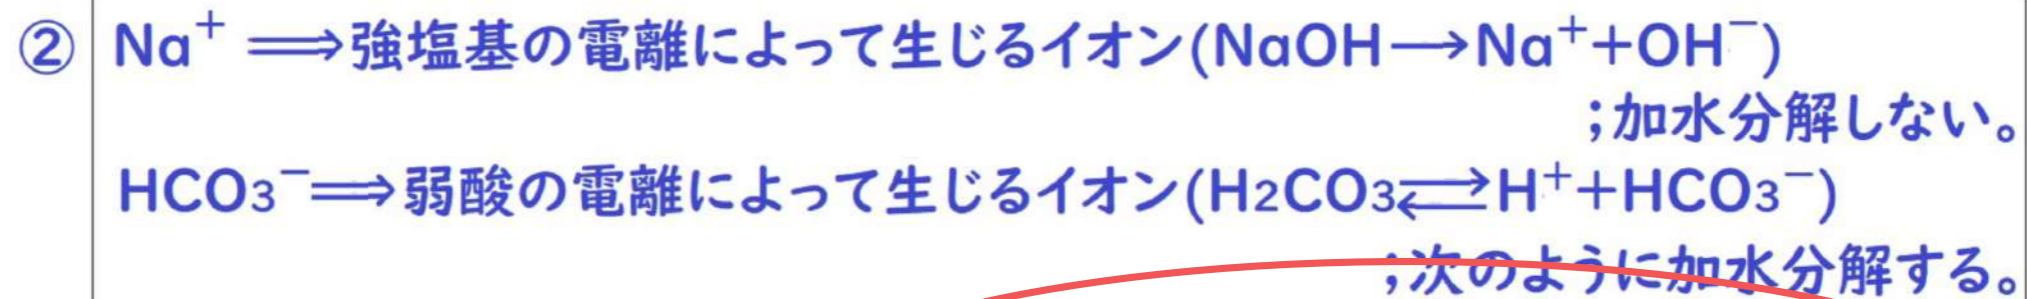 ② Na⁺ ⟹強塩基の電離によって生じるイオン(NaOH⟶Na⁺+OH⁻)
;加水分解しない。
HCO₃⁻⟹弱酸の電離によって生じるイオン(H₂CO₃⇄H⁺+HCO₃⁻)
;次のように加水分解する。